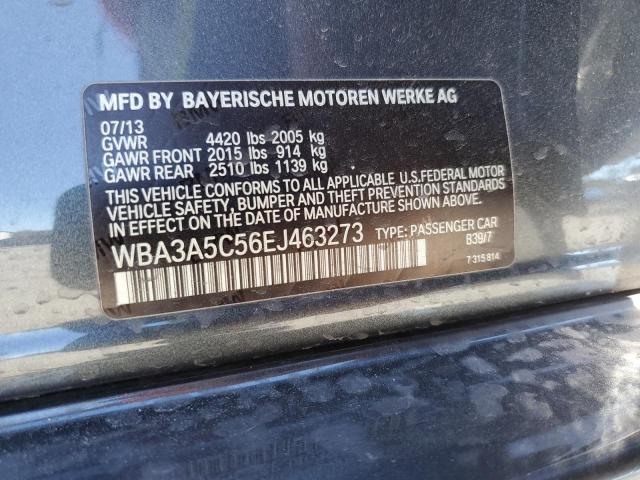 MFD BY BAYERISCHE MOTOREN WERKE AG
07/13
GVWR 4420 lbs 2005 kg
GAWR FRONT 2015 lbs 914 kg
GAWR REAR 2510 lbs 1139 kg
THIS VEHICLE CONFORMS TO ALL APPLICABLE U.S.FEDERAL MOTOR
VEHICLE SAFETY, BUMPER AND THEFT PREVENTION STANDARDS
IN EFFECT ON THE DATE OF MANUFACTURE SHOWN ABOVE.
WBA3A5C56EJ463273 TYPE: PASSENGER CAR
B39/7
7 315 814